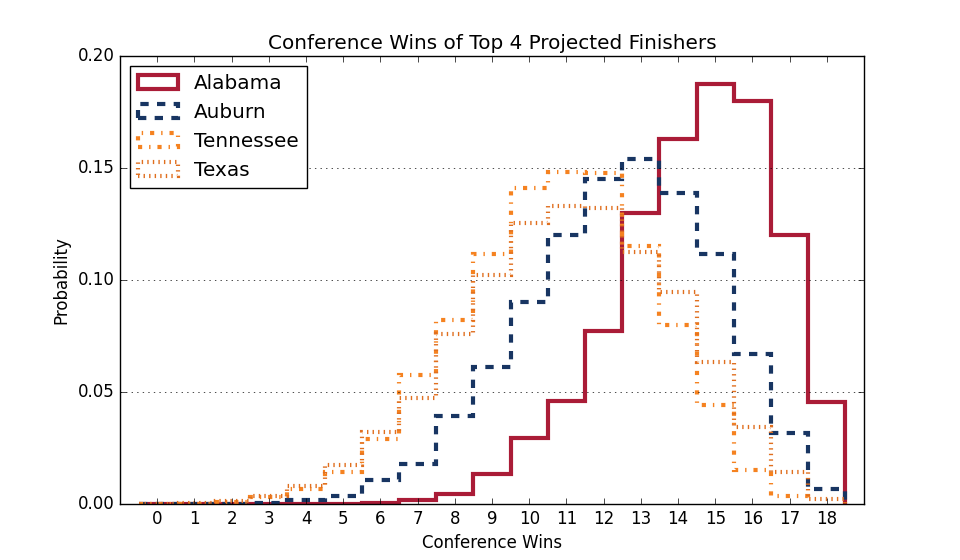 Conference Wins of Top 4 Projected Finishers
0.20
0.15
0.10
0.05
0.00
Probability
Alabama
Auburn
Tennessee
Texas
0 1 2 3 4 5 6 7 8 9 10 11 12 13 14 15 16 17 18
Conference Wins